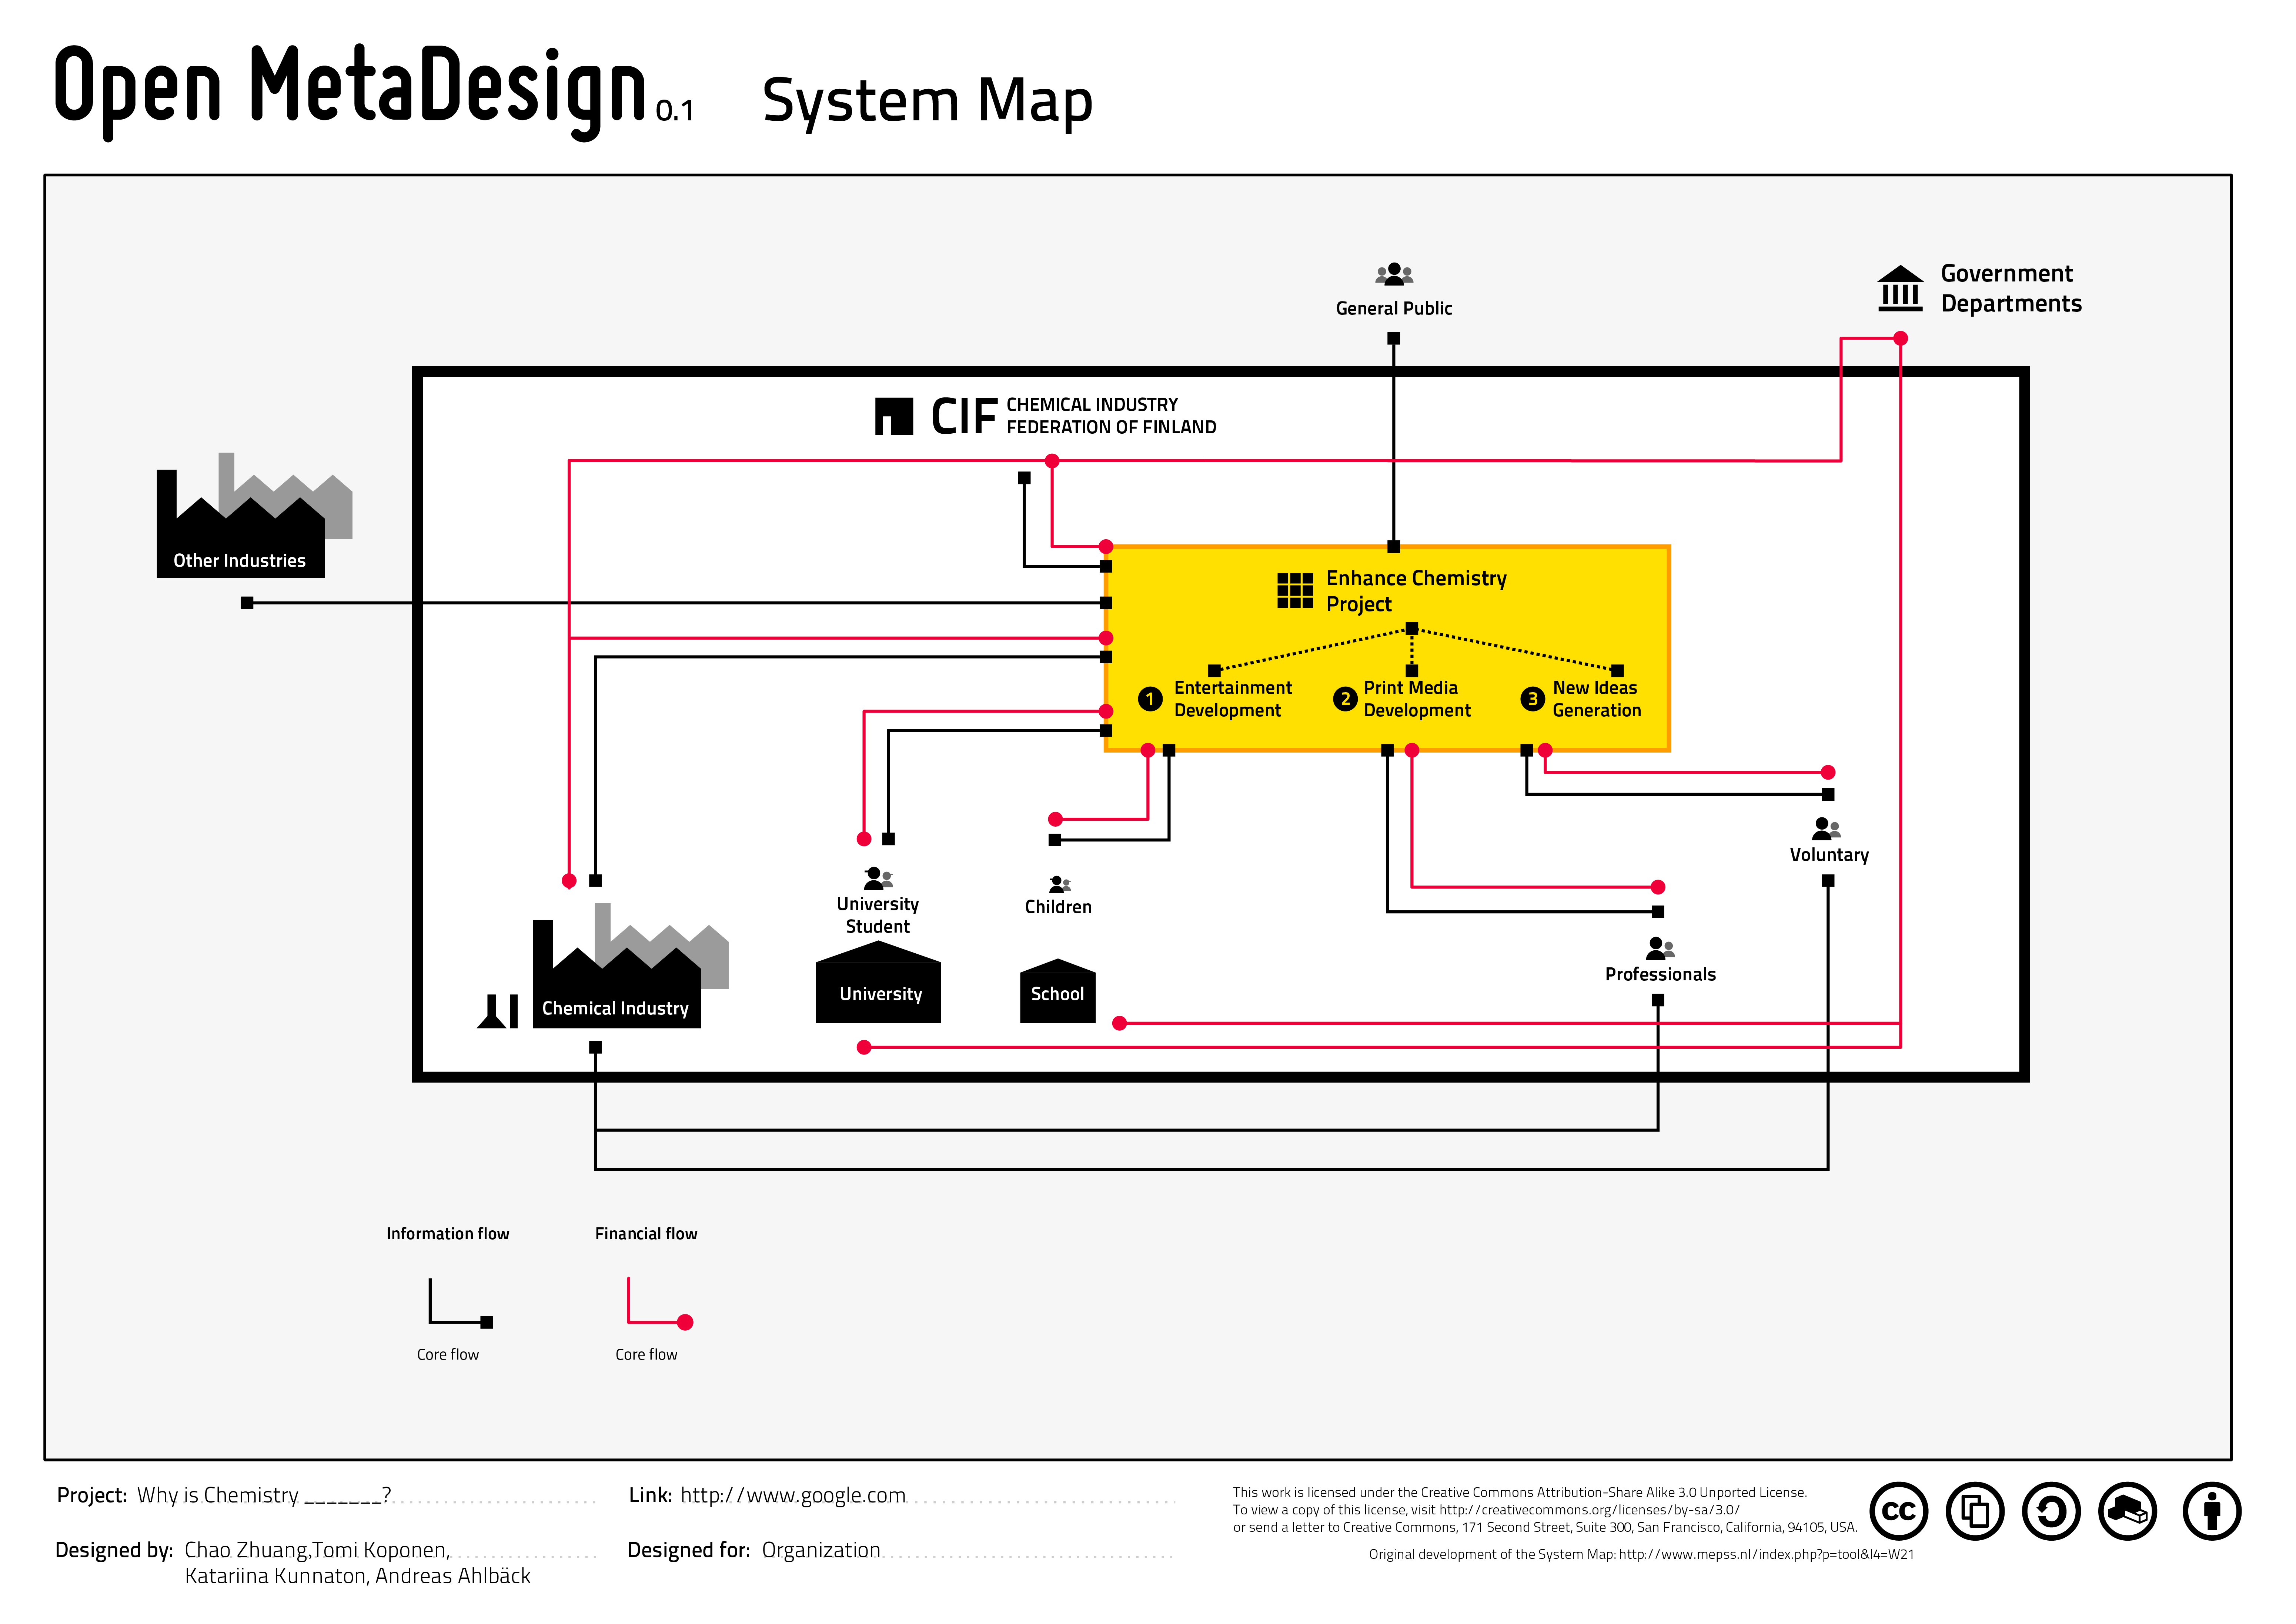 Open MetaDesign 0.1 System Map
General Public
Government
Departments
CIF CHEMICAL INDUSTRY
FEDERATION OF FINLAND
Other Industries
Enhance Chemistry
Project
1 Entertainment
Development
2 Print Media
Development
3 New Ideas
Generation
Voluntary
University
Student
Children
Professionals
Chemical Industry
University
School
Information flow
Financial flow
Core flow
Core flow
Project: Why is Chemistry _______?
Link: http://www.google.com
Designed by: Chao Zhuang,Tomi Koponen,
Katariina Kunnaton, Andreas Ahlbäck
Designed for: Organization
This work is licensed under the Creative Commons Attribution-Share Alike 3.0 Unported License.
To view a copy of this license, visit http://creativecommons.org/licenses/by-sa/3.0/
or send a letter to Creative Commons, 171 Second Street, Suite 300, San Francisco, California, 94105, USA.
Original development of the System Map: http://www.mepss.nl/index.php?p=tool&l4=W21
cc